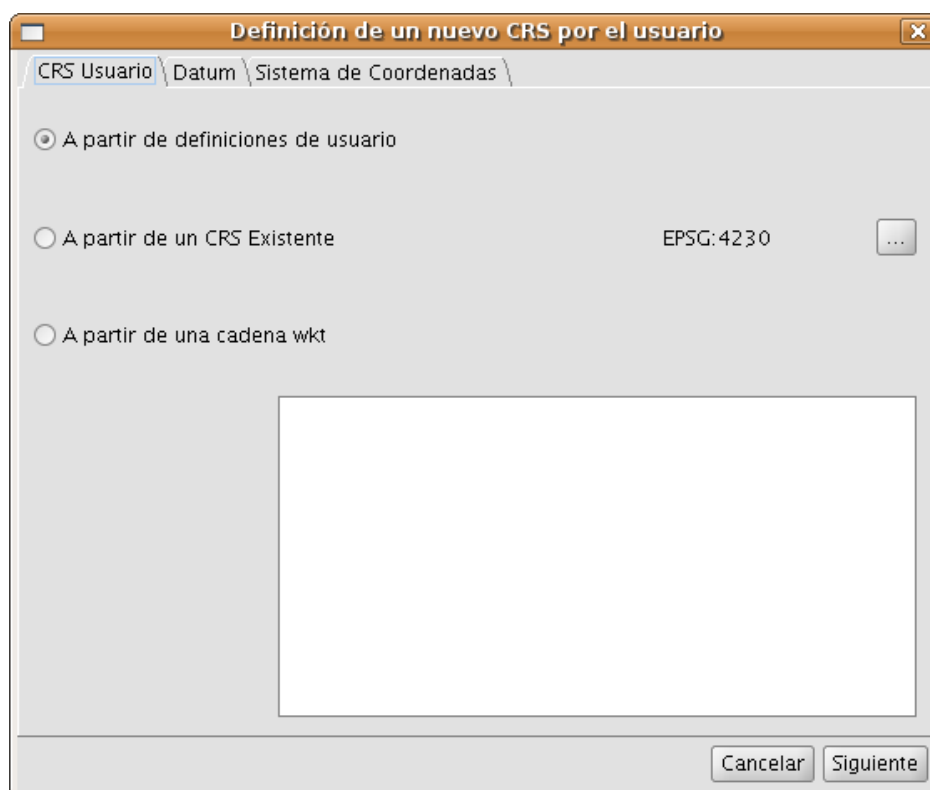 Definición de un nuevo CRS por el usuario
CRS Usuario Datum Sistema de Coordenadas
A partir de definiciones de usuario
A partir de un CRS Existente EPSG:4230 ...
A partir de una cadena wkt
Cancelar Siguiente